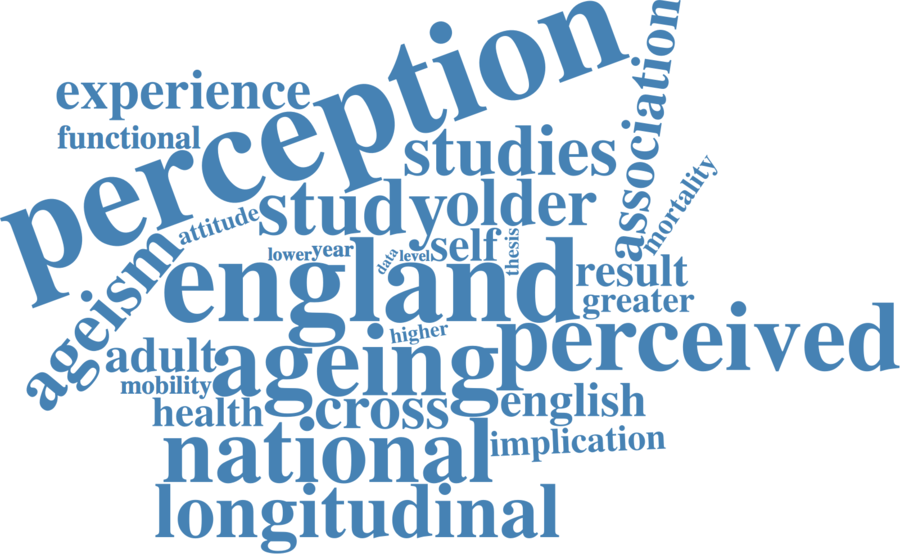 perception
experience
functional
association
studies
mortality
study
older
attitude
self
thesis
lower
year
data
level
ageism
england
result
greater
higher
perceived
adult
ageing
mobility
health
cross
english
national
implication
longitudinal